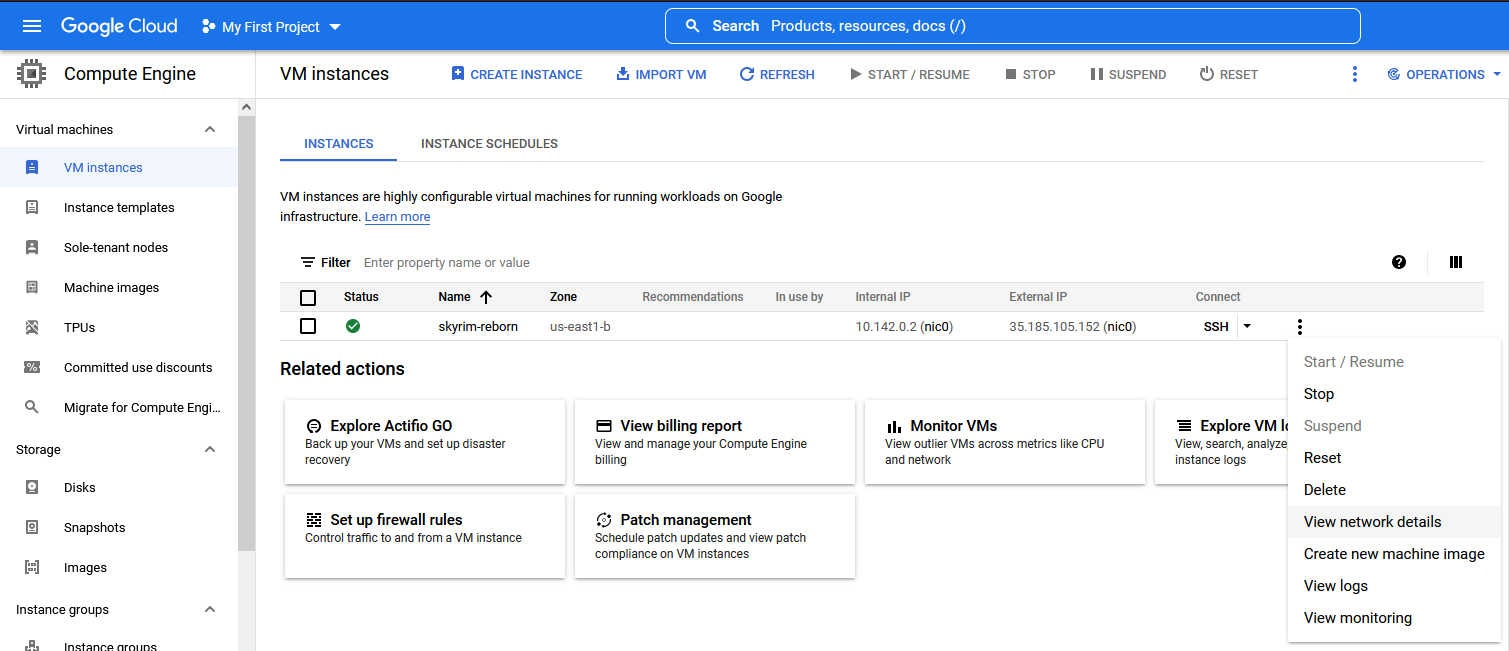 Google Cloud
My First Project
Search Products, resources, docs (/)
Compute Engine
VM instances
CREATE INSTANCE
IMPORT VM
REFRESH
START / RESUME
STOP
SUSPEND
RESET
OPERATIONS
Virtual machines
VM instances
Instance templates
Sole-tenant nodes
Machine images
TPUs
Committed use discounts
Migrate for Compute Engi...
Storage
Disks
Snapshots
Images
Instance groups
Instance groups
INSTANCES
INSTANCE SCHEDULES
VM instances are highly configurable virtual machines for running workloads on Google
infrastructure. Learn more
Filter Enter property name or value
Status Name Zone Recommendations In use by Internal IP External IP Connect
skyrim-reborn us-east1-b 10.142.0.2 (nic0) 35.185.105.152 (nic0) SSH
Related actions
Explore Actifio GO
Back up your VMs and set up disaster
recovery
View billing report
View and manage your Compute Engine
billing
Monitor VMs
View outlier VMs across metrics like CPU
and network
Explore VM lo
View, search, analyze
instance logs
Set up firewall rules
Control traffic to and from a VM instance
Patch management
Schedule patch updates and view patch
compliance on VM instances
Start / Resume
Stop
Suspend
Reset
Delete
View network details
Create new machine image
View logs
View monitoring